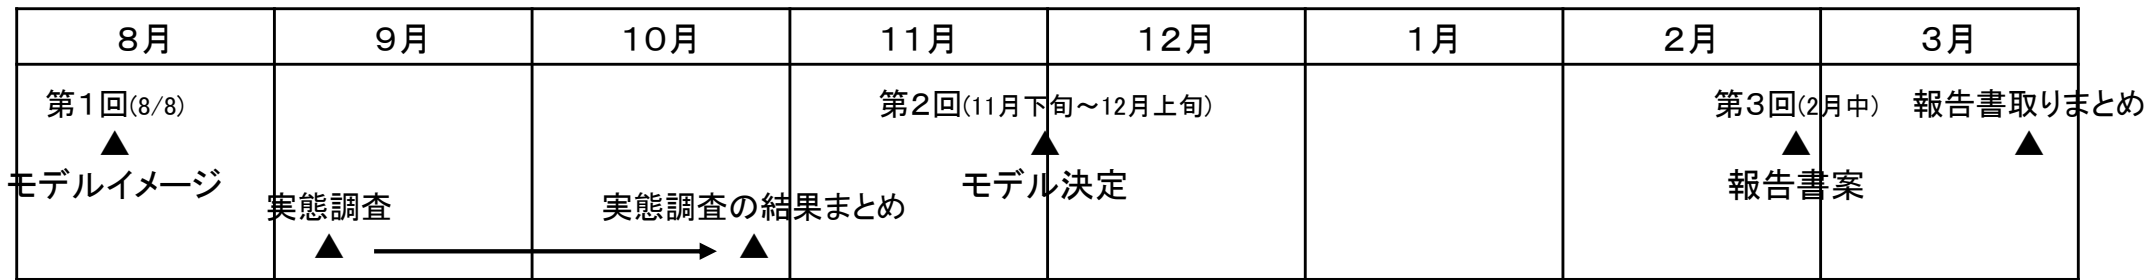 8月 9月 10月 11月 12月 1月 2月 3月
第1回(8/8) 第2回(11月下旬~12月上旬) 第3回(2月中) 報告書取りまとめ
▲ ▲ ▲ ▲
モデルイメージ モデル決定 報告書案
実態調査 実態調査の結果まとめ
▲ ▲